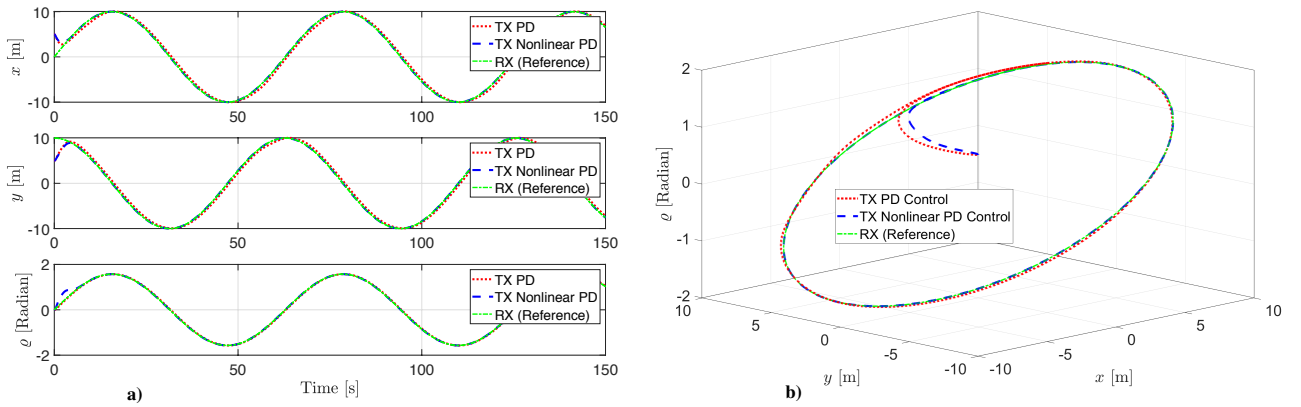 10
0
-10
x [m]
TX PD
TX Nonlinear PD
RX (Reference)
0
50
100
150
10
0
-10
y [m]
TX PD
TX Nonlinear PD
RX (Reference)
0
50
100
150
2
0
-2
ϱ [Radian]
TX PD
TX Nonlinear PD
RX (Reference)
0
50
100
150
Time [s]
a)
2
1
0
-1
-2
ϱ [Radian]
TX PD Control
TX Nonlinear PD Control
RX (Reference)
10
5
0
-5
-10
y [m]
-10
-5
0
5
10
x [m]
b)